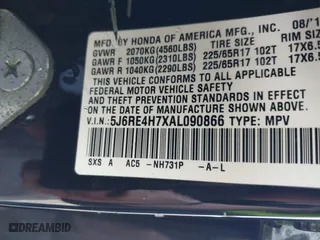 MFD. BY HONDA OF AMERICA MFG., INC. 08/1
GVWR 2070KG(4560LBS) TIRE SIZE RIM SIZE
GAWR F 1050KG(2310LBS) 225/65R17 102T 17X6.5
GAWR R 1040KG(2290LBS) 225/65R17 102T 17X6.5
THIS VEHICLE CONFORMS TO ALL APPLICABLE
FEDERAL MOTOR VEHICLE SAFETY STANDARDS IN EFFECT
ON THE DATE OF MANUFACTURE SHOWN ABOVE.
V.I.N.: 5J6RE4H7XAL090866 TYPE: MPV
SXS A AC5 -NH731P -A-L
DREAMBID